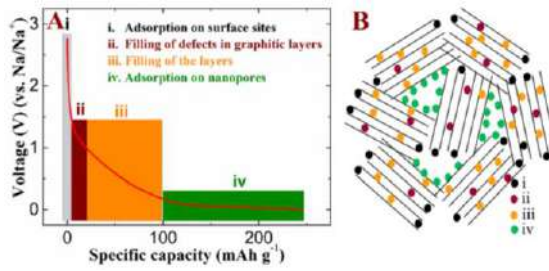 A
i
i. Adsorption on surface sites
ii. Filling of defects in graphitic layers
iii. Filling of the layers
iv. Adsorption on nanopores
ii
iii
iv
Voltage (V) (vs. Na/Na⁺)
3
2
1
0
0
100
200
Specific capacity (mAh g⁻¹)
B
i
ii
iii
iv